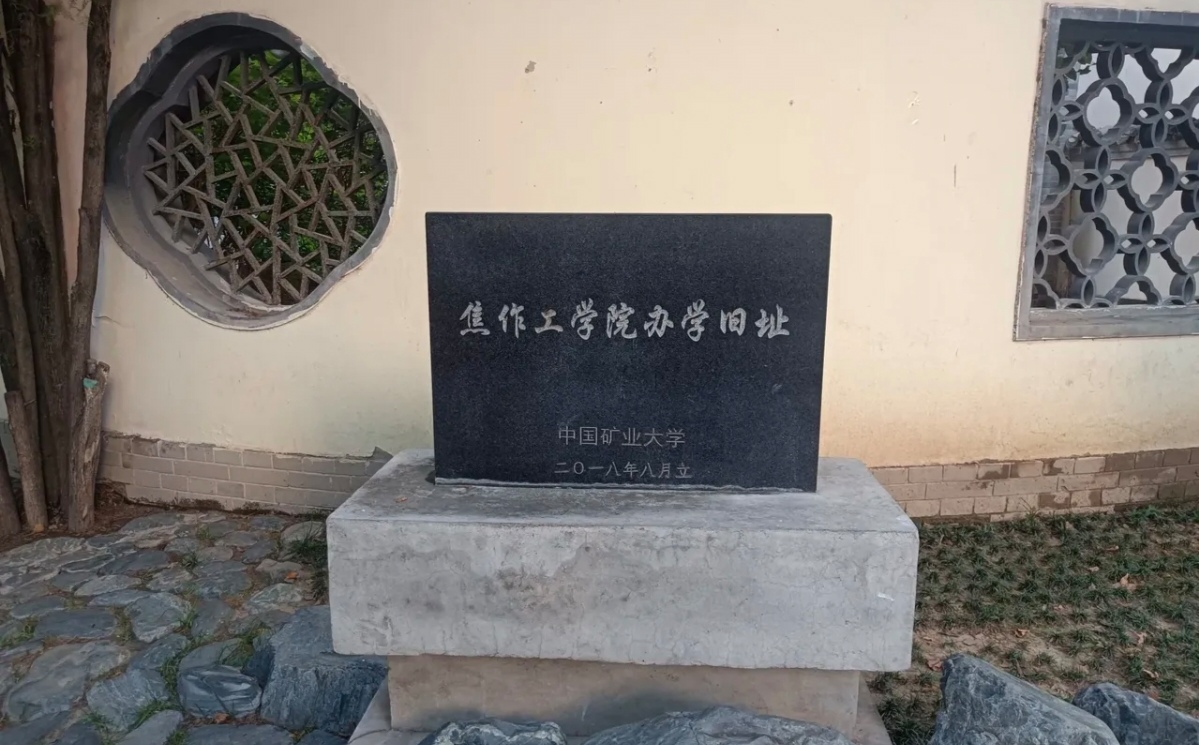 焦作工学院办学旧址
中国矿业大学
二〇一八年八月立